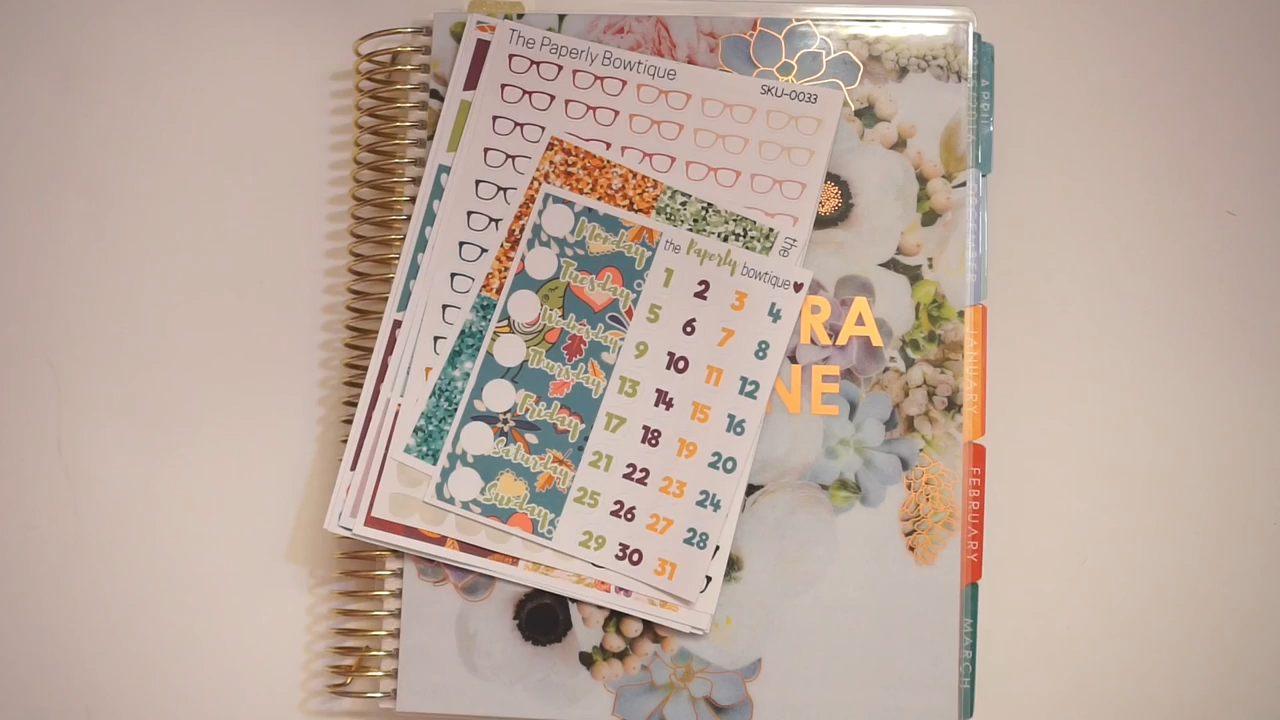 The Paperly Bowtique
SKU-0033
the
the Paperly bowtique
Monday
Tuesday
Wednesday
Thursday
Friday
Saturday
Sunday
1 2 3 4
5 6 7 8
9 10 11 12
13 14 15 16
17 18 19 20
21 22 23 24
25 26 27 28
29 30 31
RA
NE
APRIL
JANUARY
FEBRUARY
MARCH